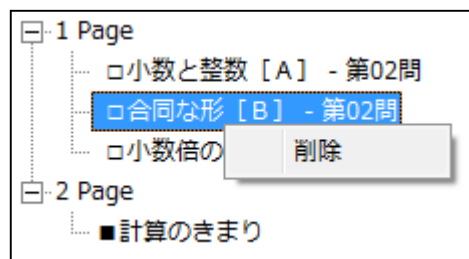 1 Page
□小数と整数［A］ - 第02問
□合同な形［B］ - 第02問
□小数倍の
削除
2 Page
■計算のきまり